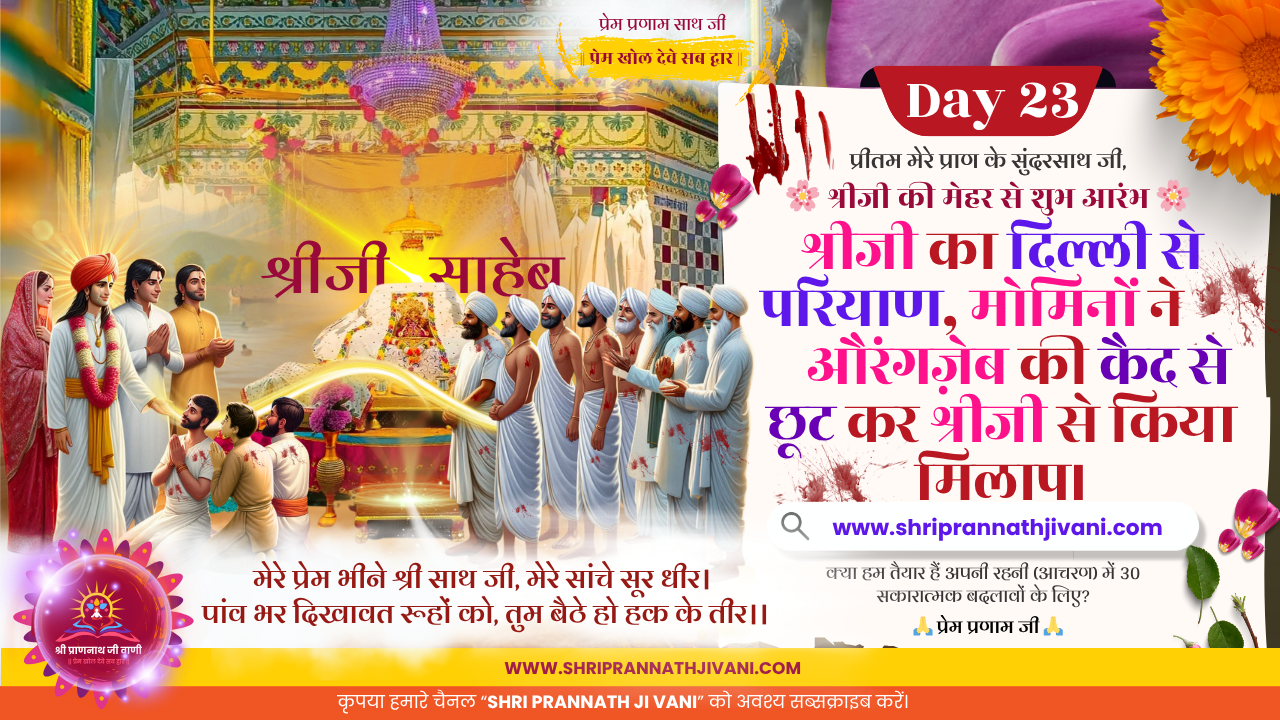 प्रेम प्रणाम साथ जी
॥ प्रेम खोल देवे सब द्वार ॥
श्रीजी साहेब
Day 23
प्रीतम मेरे प्राण के सुंदरसाथ जी,
🌸 श्रीजी की मेहर से शुभ आरंभ 🌸
श्रीजी का दिल्ली से
परियाण, मोमिनों ने
औरंगज़ेब की कैद से
छूट कर श्रीजी से किया
मिलाप।
www.shriprannathjivani.com
क्या हम तैयार हैं अपनी रहनी (आचरण) में 30
सकारात्मक बदलावों के लिए?
🙏 प्रेम प्रणाम जी🙏
मेरे प्रेम भीने श्री साथ जी, मेरे सांचे सूर धीर।
पांव भर दिखावत रूहों को, तुम बैठे हो हक के तीर।।
श्री प्राणनाथ जी वाणी
॥ प्रेम खोल देवे सब द्वार ॥
WWW.SHRIPRANNATHJIVANI.COM
कृपया हमारे चैनल “SHRI PRANNATH JI VANI” को अवश्य सब्सक्राइब करें।